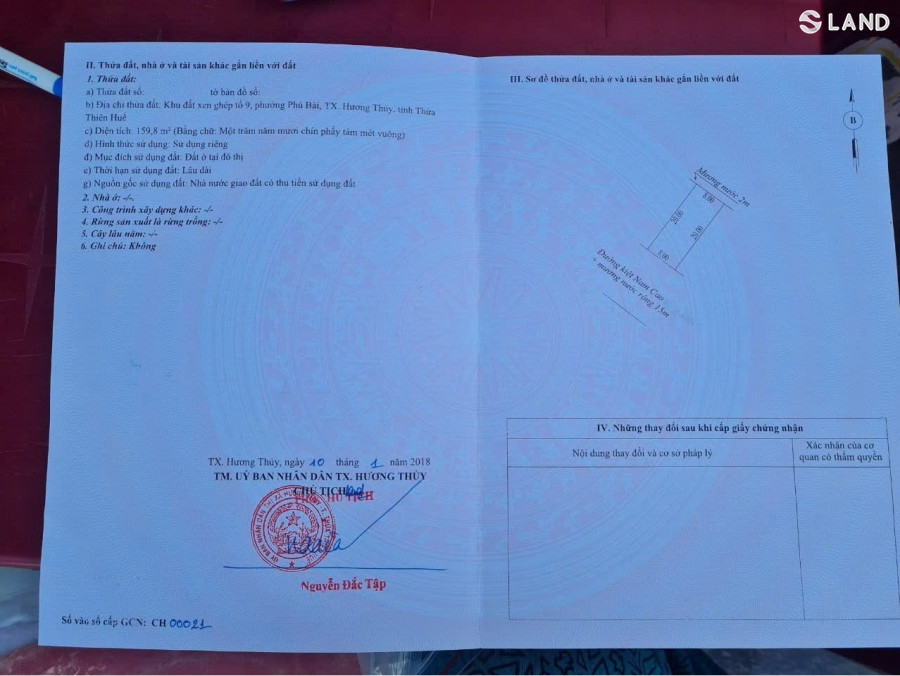 S LAND
II. Thửa đất, nhà ở và tài sản khác gắn liền với đất
1. Thửa đất:
a) Thửa đất số: tờ bản đồ số:
b) Địa chỉ thửa đất: Khu đất xen ghép tổ 9, phường Phú Bài, TX. Hương Thủy, tỉnh Thừa
Thiên Huế
c) Diện tích: 159,8 m² (Bằng chữ: Một trăm năm mươi chín phẩy tám mét vuông)
d) Hình thức sử dụng: Sử dụng riêng
đ) Mục đích sử dụng đất: Đất ở tại đô thị
e) Thời hạn sử dụng đất: Lâu dài
g) Nguồn gốc sử dụng đất: Nhà nước giao đất có thu tiền sử dụng đất
2. Nhà ở: -/-
3. Công trình xây dựng khác: -/-
4. Rừng sản xuất là rừng trồng: -/-
5. Cây lâu năm: -/-
6. Ghi chú: Không
TX. Hương Thủy, ngày 10 tháng 1 năm 2018
TM. UỶ BAN NHÂN DÂN TX. HƯƠNG THỦY
CHỦ TỊCH
PHÓ CHỦ TỊCH
Nguyễn Đắc Tập
Số vào sổ cấp GCN: CH 00021
III. Sơ đồ thửa đất, nhà ở và tài sản khác gắn liền với đất
B
Mương nước 2m
8.00
20.00
20.00
8.00
Đường kiệt Nam Cao
+ mương nước rộng 15m
IV. Những thay đổi sau khi cấp giấy chứng nhận
Nội dung thay đổi và cơ sở pháp lý
Xác nhận của cơ
quan có thẩm quyền